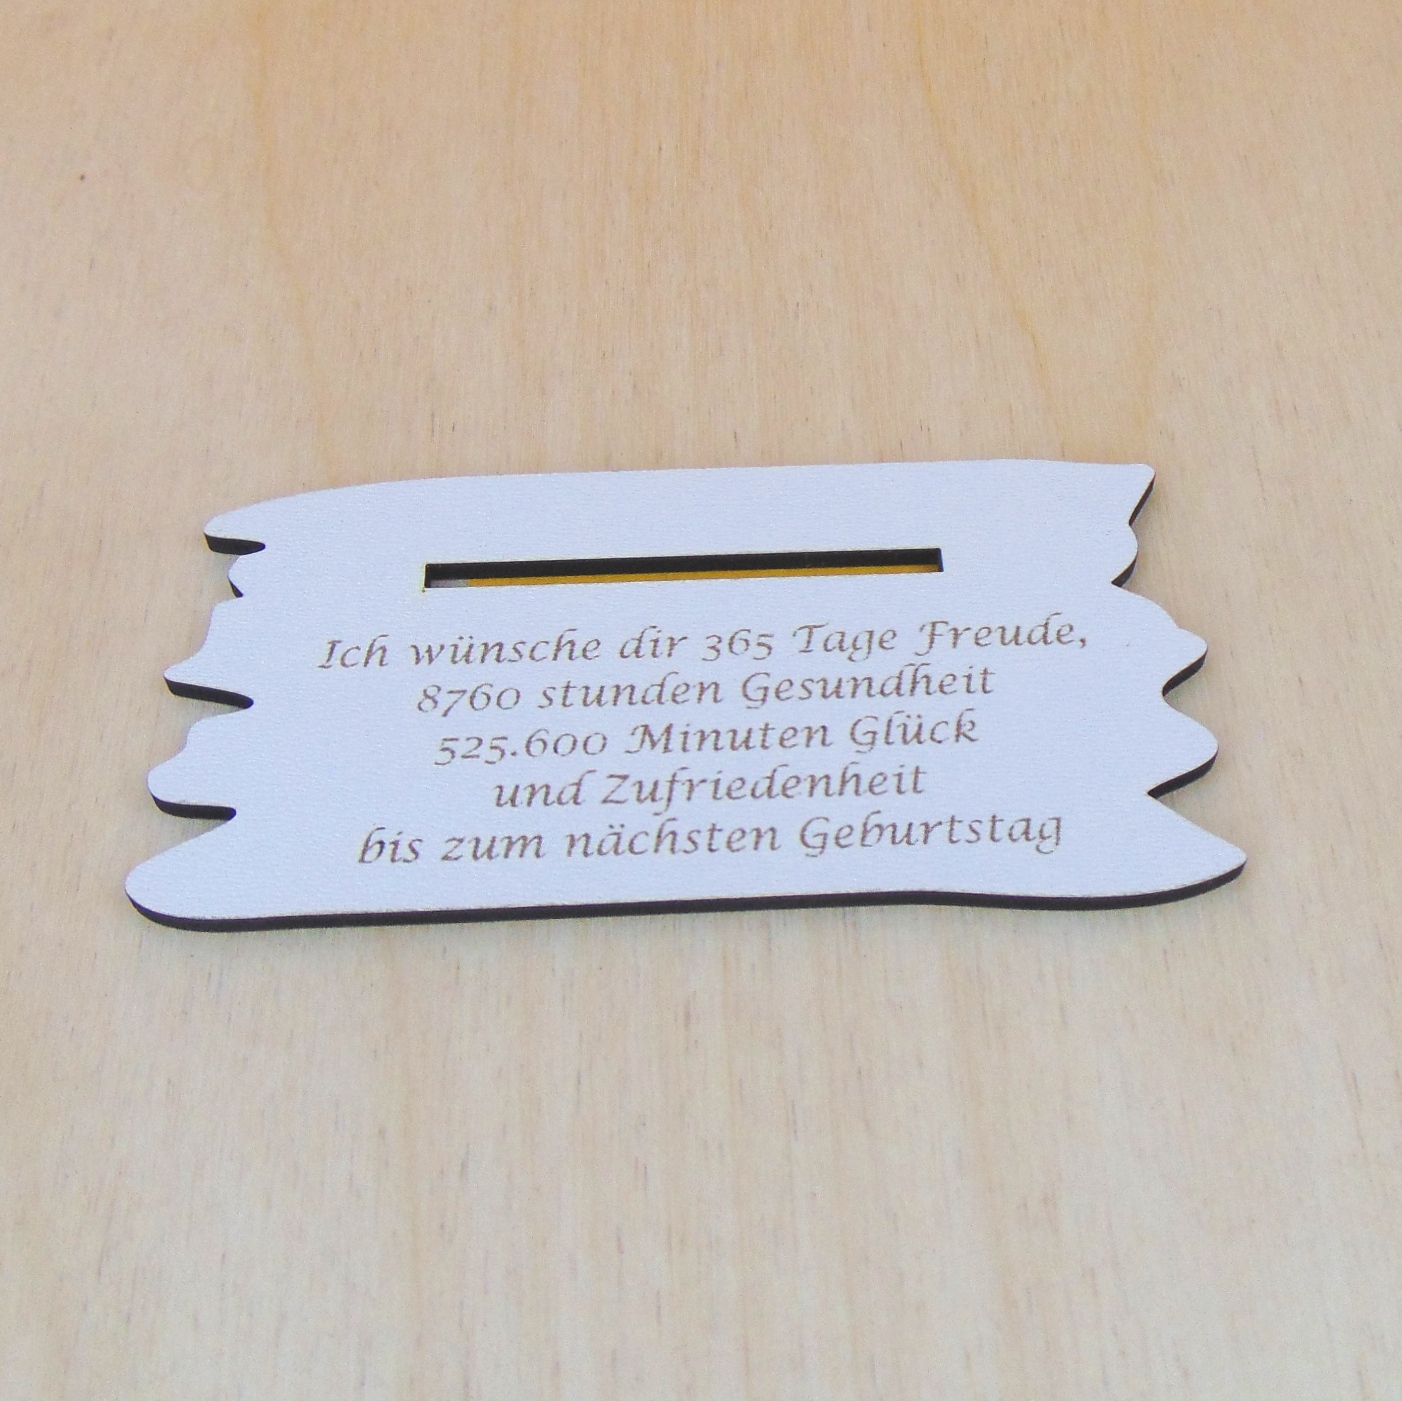 Ich wünsche dir 365 Tage Freude,
8760 stunden Gesundheit
525.600 Minuten Glück
und Zufriedenheit
bis zum nächsten Geburtstag